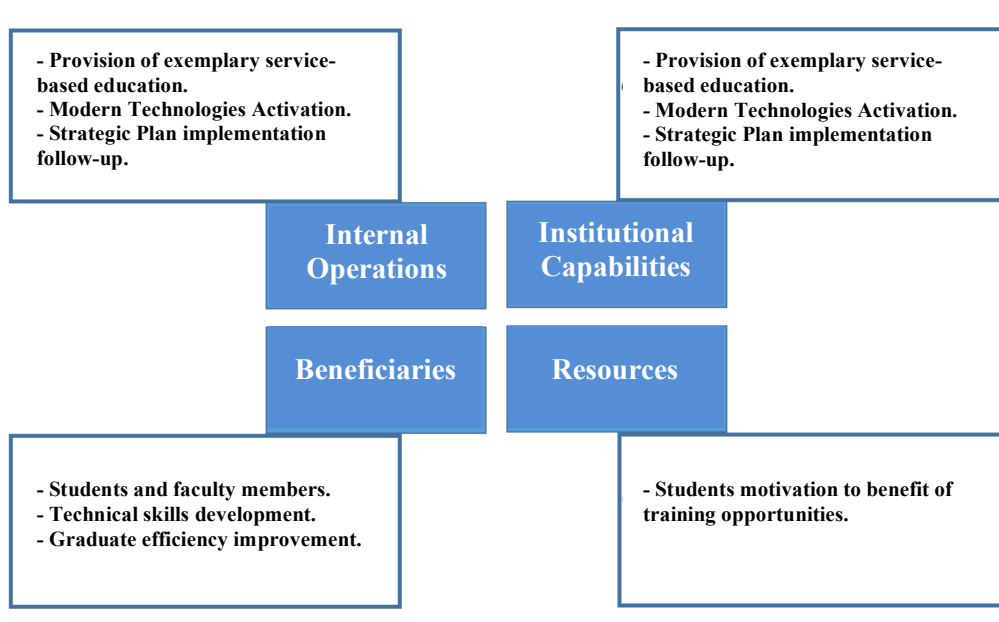 - Provision of exemplary service-
based education.
- Modern Technologies Activation.
- Strategic Plan implementation
follow-up.
- Provision of exemplary service-
based education.
- Modern Technologies Activation.
- Strategic Plan implementation
follow-up.
Internal
Operations
Institutional
Capabilities
Beneficiaries
Resources
- Students and faculty members.
- Technical skills development.
- Graduate efficiency improvement.
- Students motivation to benefit of
training opportunities.